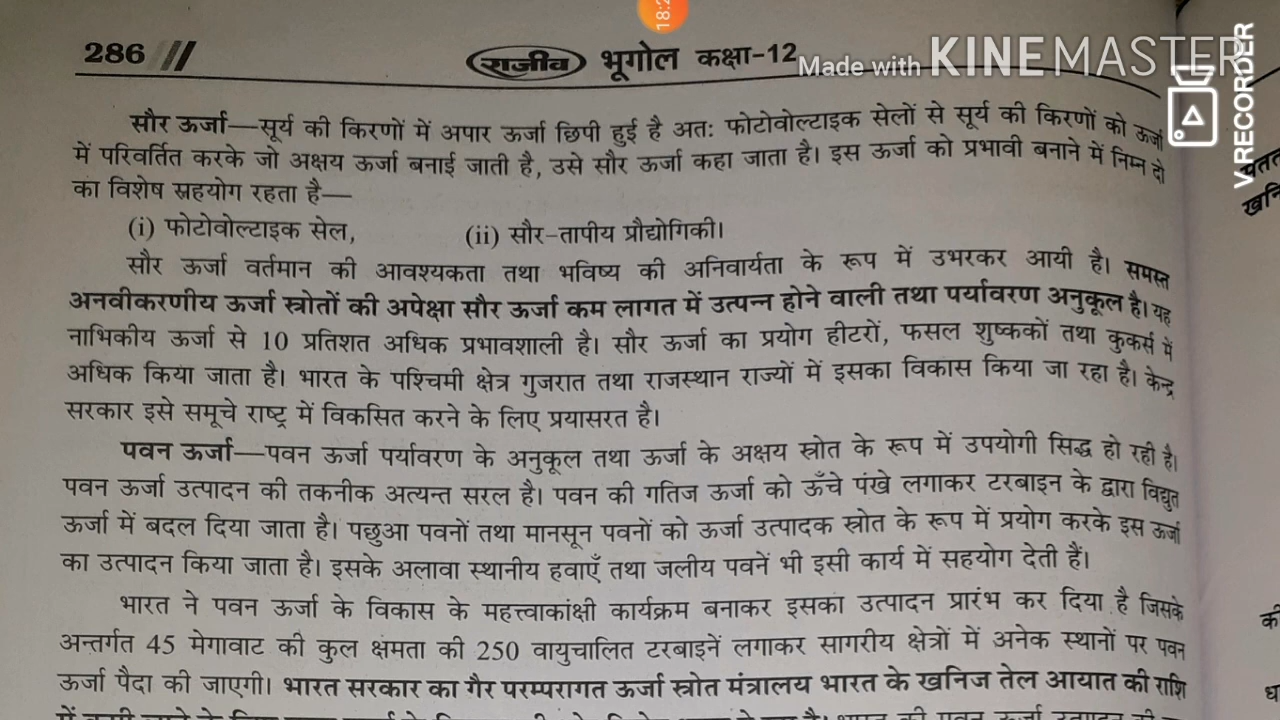 18:2
286
राजीव भूगोल कक्षा-12
Made with KINEMASTER
V RECORDER
सौर ऊर्जा—सूर्य की किरणों में अपार ऊर्जा छिपी हुई है अतः फोटोवोल्टाइक सेलों से सूर्य की किरणों को ऊर्जा
में परिवर्तित करके जो अक्षय ऊर्जा बनाई जाती है, उसे सौर ऊर्जा कहा जाता है। इस ऊर्जा को प्रभावी बनाने में निम्न दो
का विशेष सहयोग रहता है—
(i) फोटोवोल्टाइक सेल, (ii) सौर-तापीय प्रौद्योगिकी।
सौर ऊर्जा वर्तमान की आवश्यकता तथा भविष्य की अनिवार्यता के रूप में उभरकर आयी है। समस्त
अनवीकरणीय ऊर्जा स्त्रोतों की अपेक्षा सौर ऊर्जा कम लागत में उत्पन्न होने वाली तथा पर्यावरण अनुकूल है। यह
नाभिकीय ऊर्जा से 10 प्रतिशत अधिक प्रभावशाली है। सौर ऊर्जा का प्रयोग हीटरों, फसल शुष्ककों तथा कुकर्स में
अधिक किया जाता है। भारत के पश्चिमी क्षेत्र गुजरात तथा राजस्थान राज्यों में इसका विकास किया जा रहा है। केन्द्र
सरकार इसे समूचे राष्ट्र में विकसित करने के लिए प्रयासरत है।
पवन ऊर्जा—पवन ऊर्जा पर्यावरण के अनुकूल तथा ऊर्जा के अक्षय स्रोत के रूप में उपयोगी सिद्ध हो रही है।
पवन ऊर्जा उत्पादन की तकनीक अत्यन्त सरल है। पवन की गतिज ऊर्जा को ऊँचे पंखे लगाकर टरबाइन के द्वारा विद्युत
ऊर्जा में बदल दिया जाता है। पछुआ पवनों तथा मानसून पवनों को ऊर्जा उत्पादक स्रोत के रूप में प्रयोग करके इस ऊर्जा
का उत्पादन किया जाता है। इसके अलावा स्थानीय हवाएँ तथा जलीय पवनें भी इसी कार्य में सहयोग देती हैं।
भारत ने पवन ऊर्जा के विकास के महत्त्वाकांक्षी कार्यक्रम बनाकर इसका उत्पादन प्रारंभ कर दिया है जिसके
अन्तर्गत 45 मेगावाट की कुल क्षमता की 250 वायुचालित टरबाइनें लगाकर सागरीय क्षेत्रों में अनेक स्थानों पर पवन
ऊर्जा पैदा की जाएगी। भारत सरकार का गैर परम्परागत ऊर्जा स्रोत मंत्रालय भारत के खनिज तेल आयात की राशि